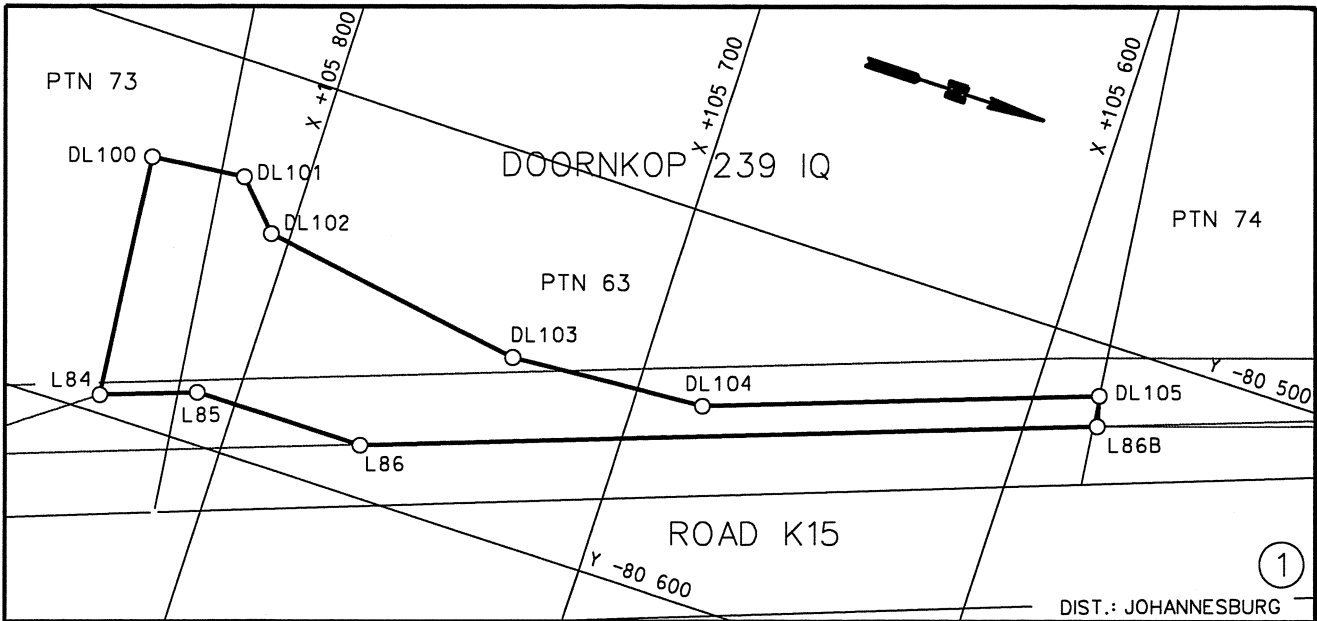 PTN 73
X +105 800
X +105 700
X +105 600
N
DL100
DL101
DOORNKOP 239 IQ
DL102
PTN 74
PTN 63
DL103
L84
DL104
Y -80 500
L85
DL105
L86
L86B
ROAD K15
Y -80 600
1
DIST.: JOHANNESBURG